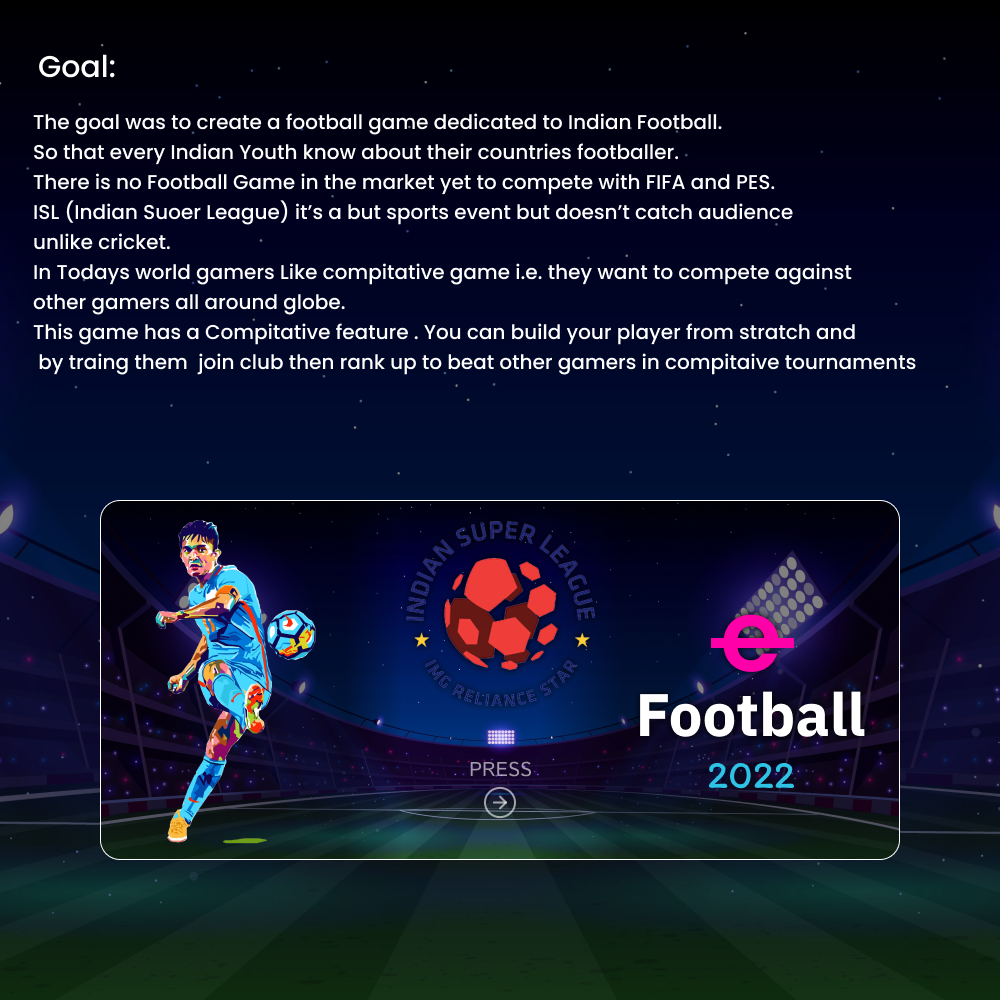 Goal:
The goal was to create a football game dedicated to Indian Football.
So that every Indian Youth know about their countries footballer.
There is no Football Game in the market yet to compete with FIFA and PES.
ISL (Indian Suoer League) it’s a but sports event but doesn’t catch audience
unlike cricket.
In Todays world gamers Like compitative game i.e. they want to compete against
other gamers all around globe.
This game has a Compitative feature . You can build your player from stratch and
by traing them  join club then rank up to beat other gamers in compitaive tournaments
INDIAN SUPER LEAGUE
IMG RELIANCE STAR
e
Football
2022
PRESS